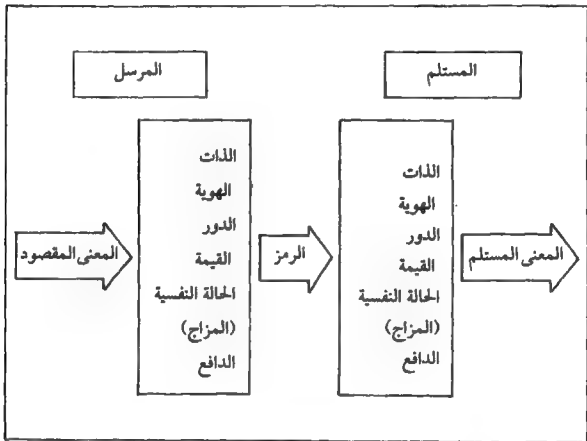 المرسل
المستلم
الذات
الهوية
الدور
القيمة
الحالة النفسية
(المزاج)
الدافع
الذات
الهوية
الدور
القيمة
الحالة النفسية
(المزاج)
الدافع
المعنى المقصود
الرمز
المعنى المستلم